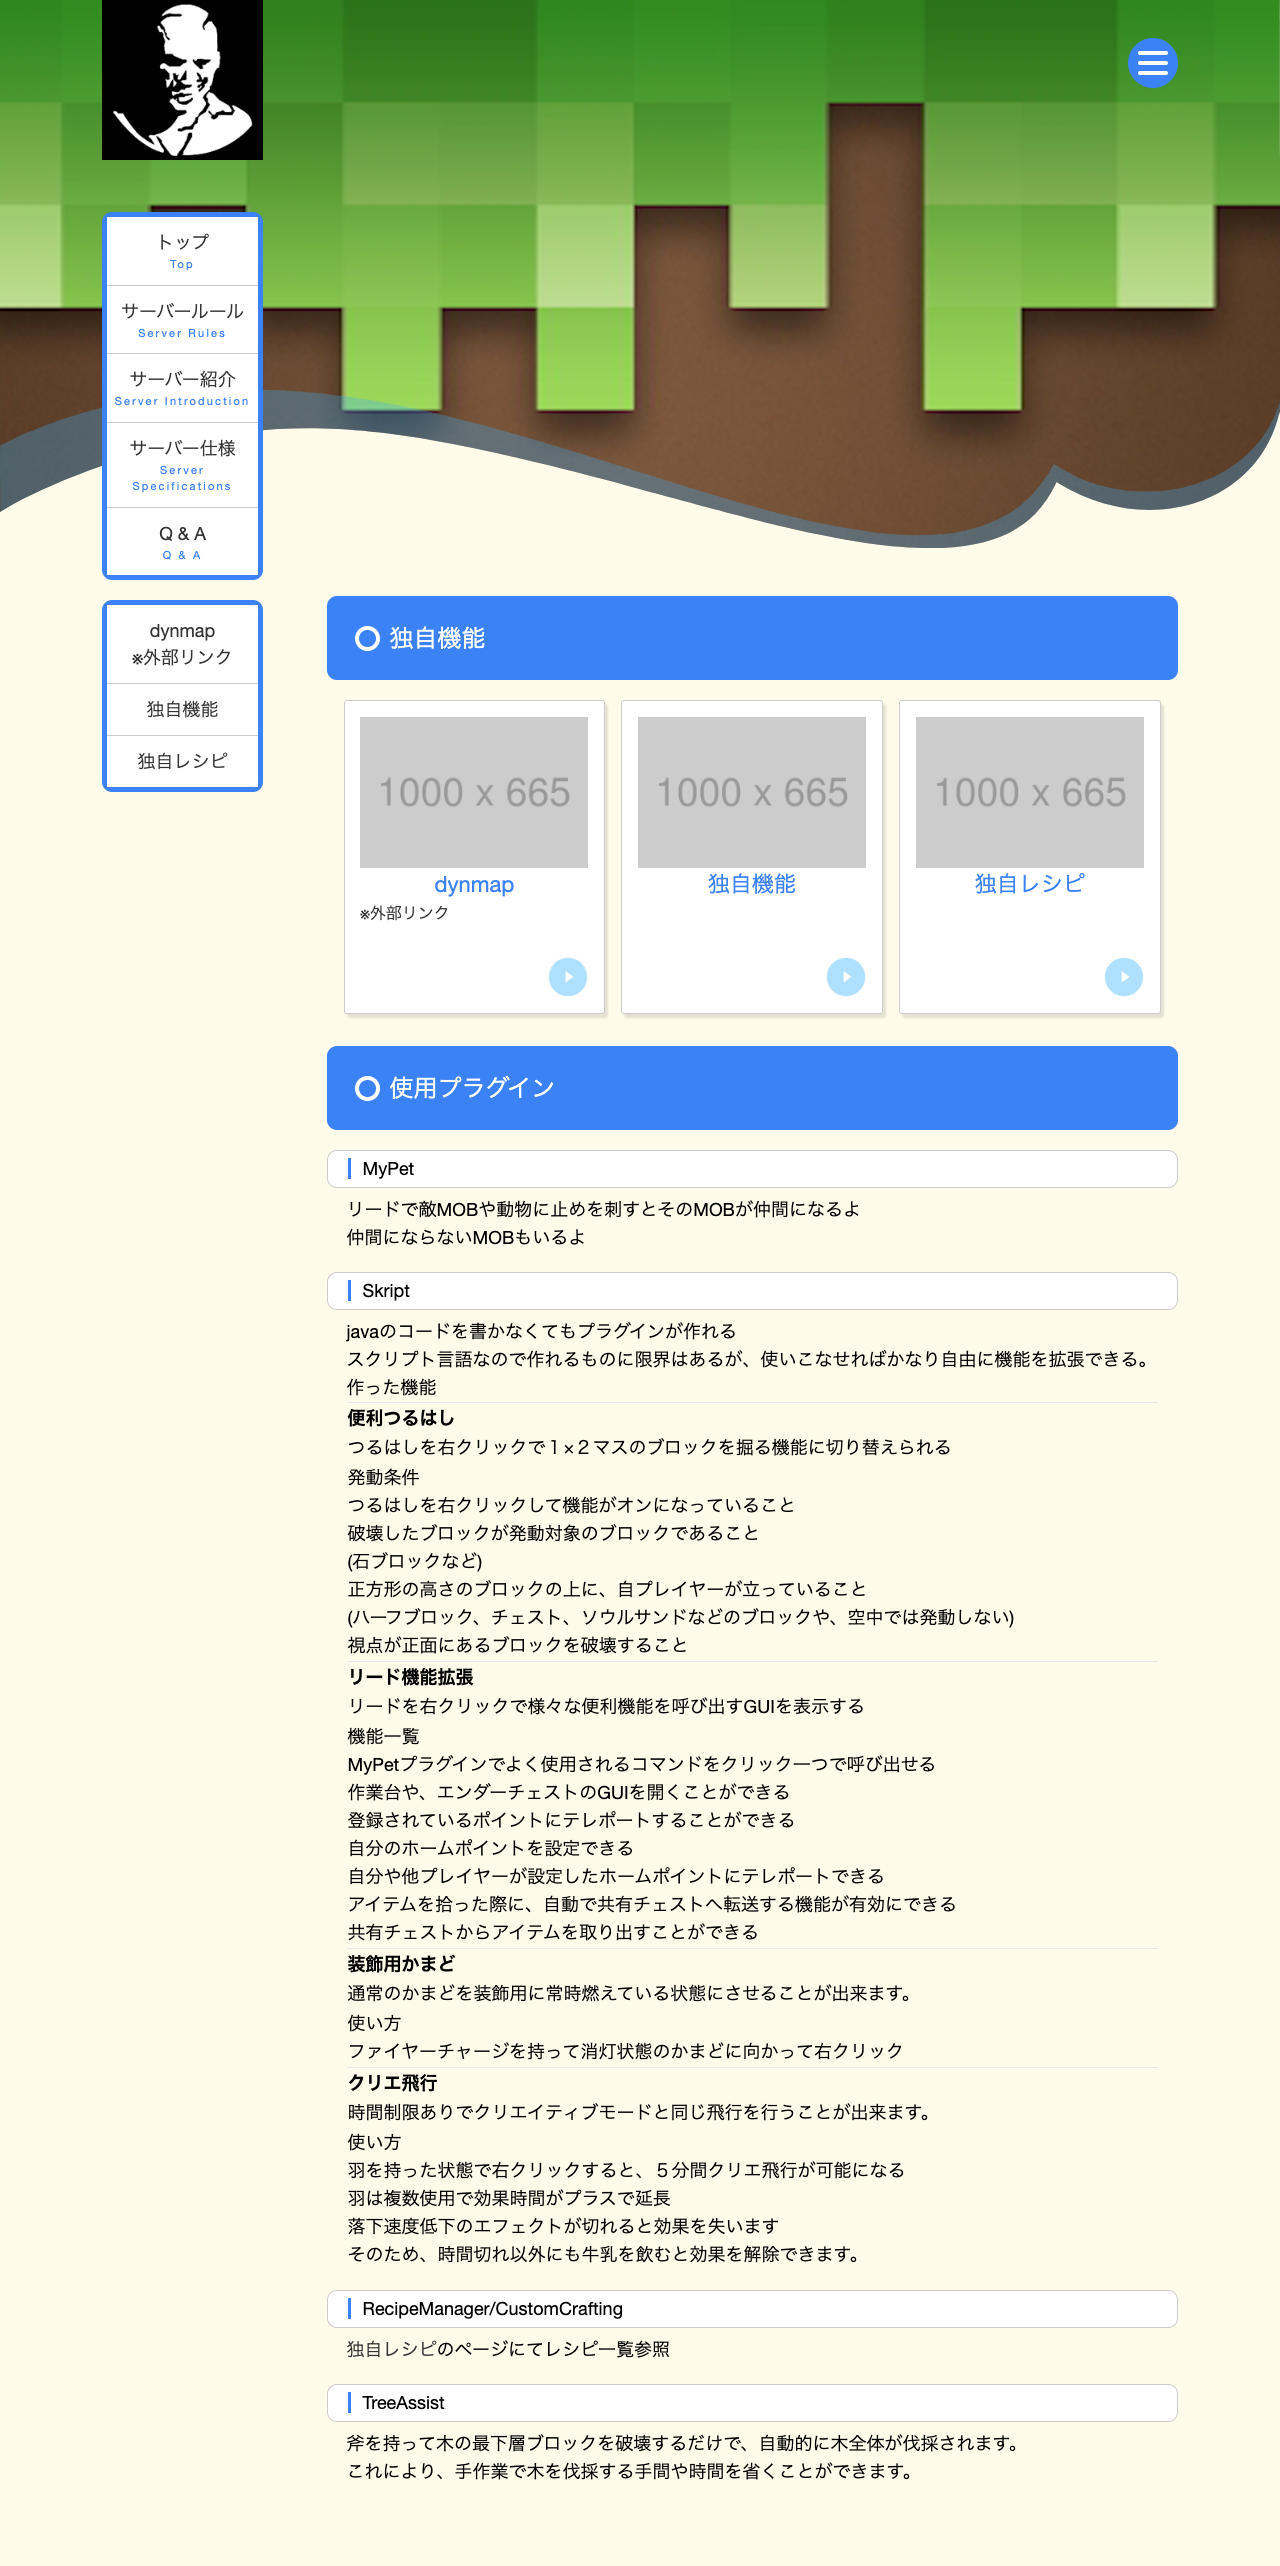 トップ
Top
サーバールール
Server Rules
サーバー紹介
Server Introduction
サーバー仕様
Server
Specifications
Q & A
Q & A
dynmap
※外部リンク
独自機能
独自レシピ
独自機能
1000 x 665
dynmap
※外部リンク
1000 x 665
独自機能
1000 x 665
独自レシピ
使用プラグイン
MyPet
リードで敵MOBや動物に止めを刺すとそのMOBが仲間になるよ
仲間にならないMOBもいるよ
Skript
javaのコードを書かなくてもプラグインが作れる
スクリプト言語なので作れるものに限界はあるが、使いこなせればかなり自由に機能を拡張できる。
作った機能
便利つるはし
つるはしを右クリックで１×２マスのブロックを掘る機能に切り替えられる
発動条件
つるはしを右クリックして機能がオンになっていること
破壊したブロックが発動対象のブロックであること
(石ブロックなど)
正方形の高さのブロックの上に、自プレイヤーが立っていること
(ハーフブロック、チェスト、ソウルサンドなどのブロックや、空中では発動しない)
視点が正面にあるブロックを破壊すること
リード機能拡張
リードを右クリックで様々な便利機能を呼び出すGUIを表示する
機能一覧
MyPetプラグインでよく使用されるコマンドをクリック一つで呼び出せる
作業台や、エンダーチェストのGUIを開くことができる
登録されているポイントにテレポートすることができる
自分のホームポイントを設定できる
自分や他プレイヤーが設定したホームポイントにテレポートできる
アイテムを拾った際に、自動で共有チェストへ転送する機能が有効にできる
共有チェストからアイテムを取り出すことができる
装飾用かまど
通常のかまどを装飾用に常時燃えている状態にさせることが出来ます。
使い方
ファイヤーチャージを持って消灯状態のかまどに向かって右クリック
クリエ飛行
時間制限ありでクリエイティブモードと同じ飛行を行うことが出来ます。
使い方
羽を持った状態で右クリックすると、５分間クリエ飛行が可能になる
羽は複数使用で効果時間がプラスで延長
落下速度低下のエフェクトが切れると効果を失います
そのため、時間切れ以外にも牛乳を飲むと効果を解除できます。
RecipeManager/CustomCrafting
独自レシピのページにてレシピ一覧参照
TreeAssist
斧を持って木の最下層ブロックを破壊するだけで、自動的に木全体が伐採されます。
これにより、手作業で木を伐採する手間や時間を省くことができます。